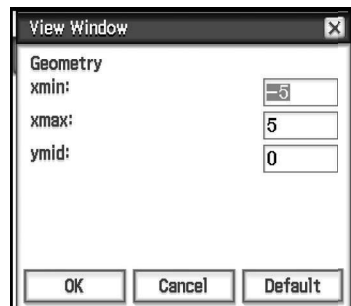 View Window
Geometry
xmin: -5
xmax: 5
ymid: 0
OK Cancel Default